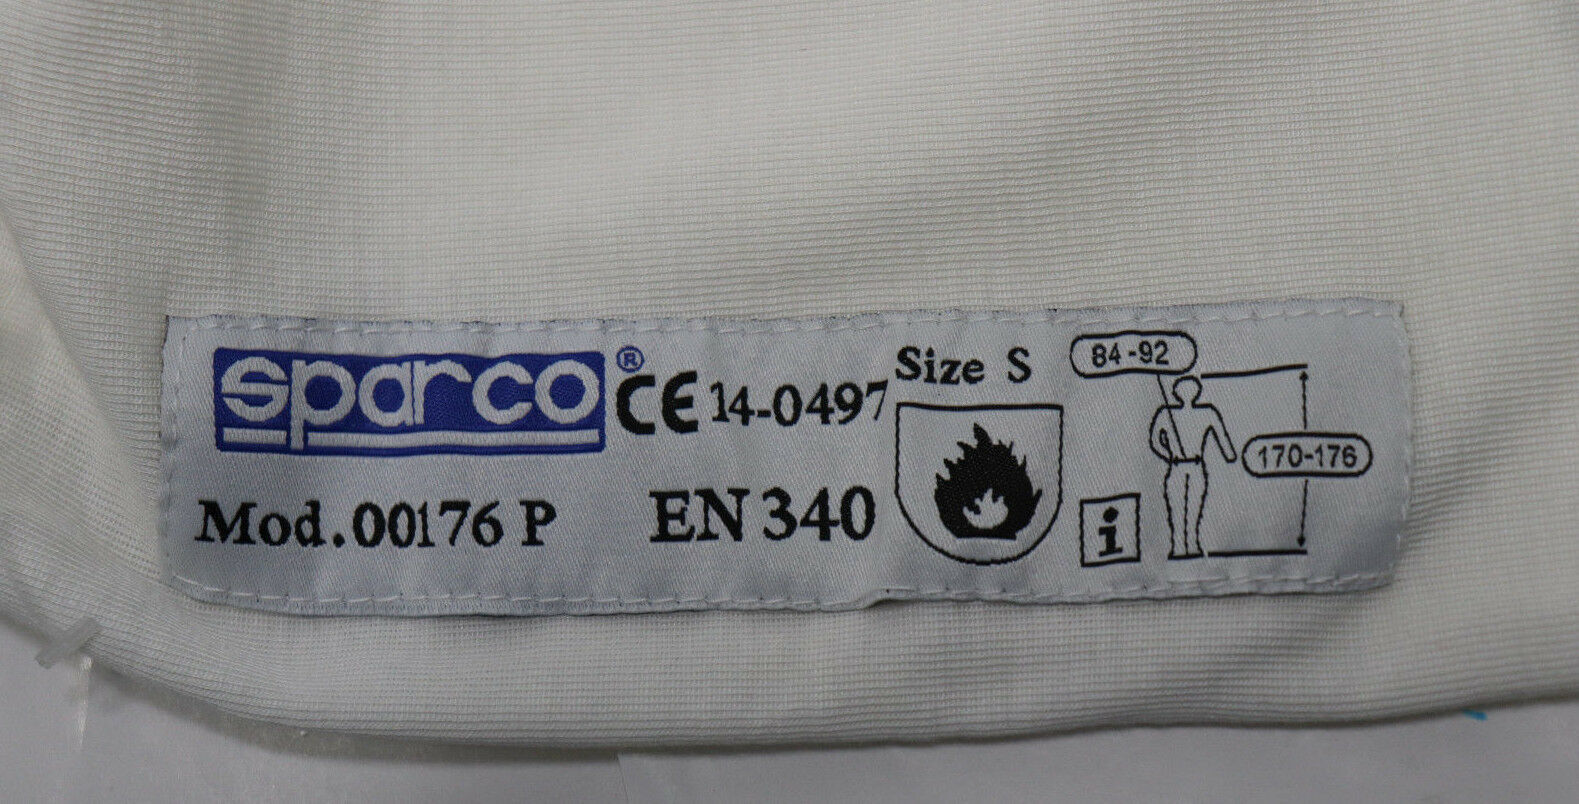 sparco ®
CE 14-0497
Size S
84-92
170-176
Mod.00176 P
EN 340
i